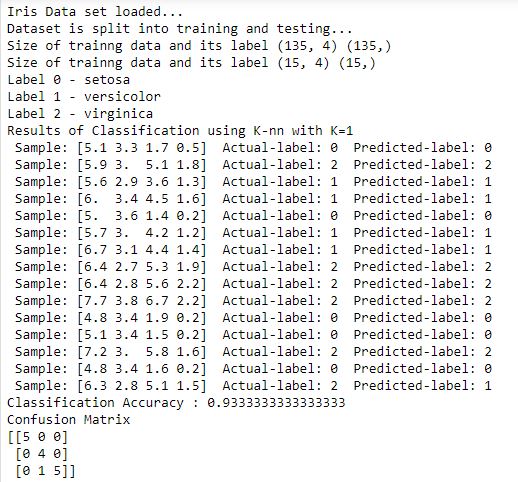 Iris Data set loaded...
Dataset is split into training and testing...
Size of trainng data and its label (135, 4) (135,)
Size of trainng data and its label (15, 4) (15,)
Label 0 - setosa
Label 1 - versicolor
Label 2 - virginica
Results of Classification using K-nn with K=1
Sample: [5.1 3.3 1.7 0.5] Actual-label: 0 Predicted-label: 0
Sample: [5.9 3. 5.1 1.8] Actual-label: 2 Predicted-label: 2
Sample: [5.6 2.9 3.6 1.3] Actual-label: 1 Predicted-label: 1
Sample: [6. 3.4 4.5 1.6] Actual-label: 1 Predicted-label: 1
Sample: [5. 3.6 1.4 0.2] Actual-label: 0 Predicted-label: 0
Sample: [5.7 3. 4.2 1.2] Actual-label: 1 Predicted-label: 1
Sample: [6.7 3.1 4.4 1.4] Actual-label: 1 Predicted-label: 1
Sample: [6.4 2.7 5.3 1.9] Actual-label: 2 Predicted-label: 2
Sample: [6.4 2.8 5.6 2.2] Actual-label: 2 Predicted-label: 2
Sample: [7.7 3.8 6.7 2.2] Actual-label: 2 Predicted-label: 2
Sample: [4.8 3.4 1.9 0.2] Actual-label: 0 Predicted-label: 0
Sample: [5.1 3.4 1.5 0.2] Actual-label: 0 Predicted-label: 0
Sample: [7.2 3. 5.8 1.6] Actual-label: 2 Predicted-label: 2
Sample: [4.8 3.4 1.6 0.2] Actual-label: 0 Predicted-label: 0
Sample: [6.3 2.8 5.1 1.5] Actual-label: 2 Predicted-label: 1
Classification Accuracy : 0.9333333333333333
Confusion Matrix
[[5 0 0]
[0 4 0]
[0 1 5]]